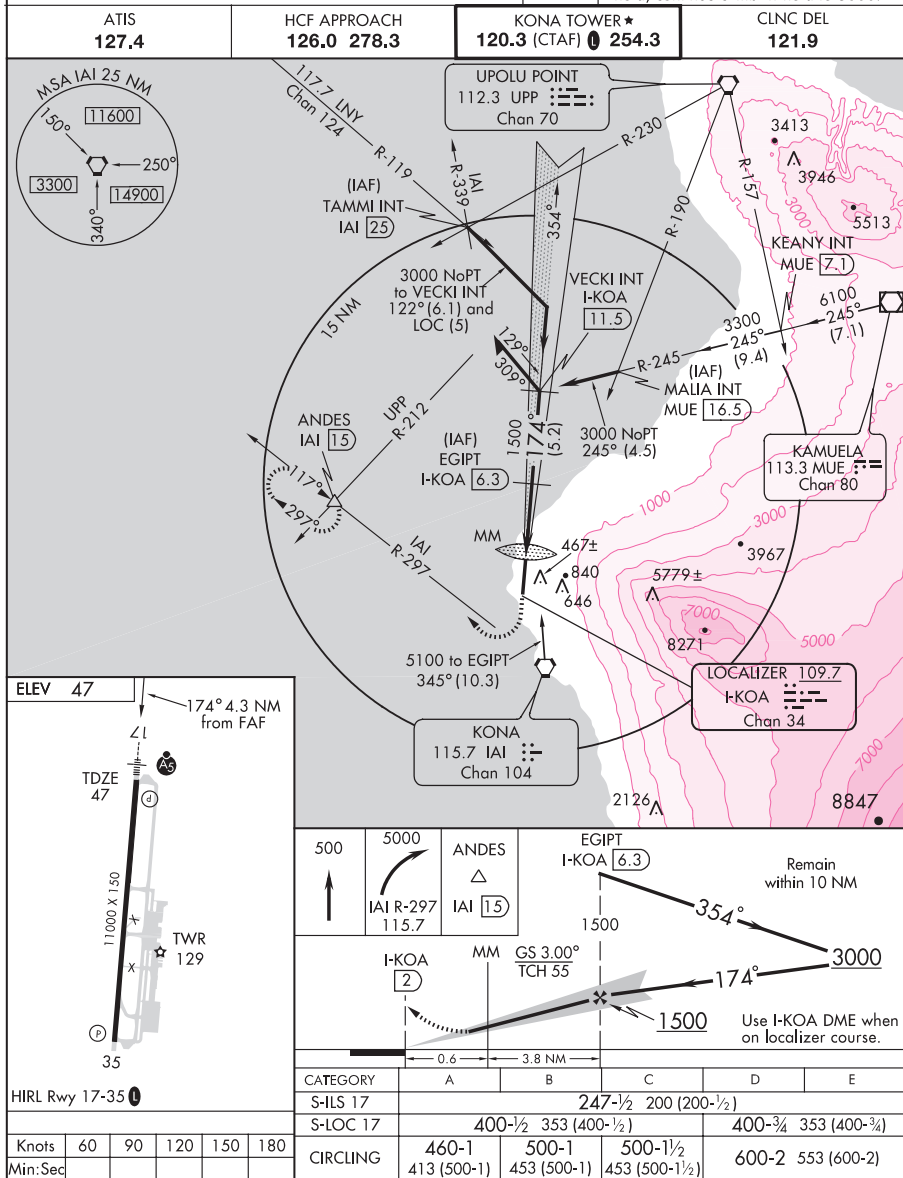 ATIS
127.4
HCF APPROACH
126.0 278.3
KONA TOWER★
120.3 (CTAF) L 254.3
CLNC DEL
121.9
MSA IAI 25 NM
150°
11600
250°
3300
14900
340°
117.7 LNY
Chan 124
R-119
UPOLU POINT
112.3 UPP
Chan 70
R-230
R-190
R-157
3413
3946
3000
5513
IAI
R-339
354°
(IAF)
TAMMI INT
IAI 25
3000 NoPT
to VECKI INT
122° (6.1) and
LOC (5)
15 NM
VECKI INT
I-KOA
11.5
KEANY INT
MUE 7.1
6100
245°
(7.1)
3300
245°
(9.4)
R-245
(IAF)
MALIA INT
MUE 16.5
129°
309°
3000 NoPT
245° (4.5)
1500
174°
(5.2)
UPP
R-212
ANDES
IAI 15
(IAF)
EGIPT
I-KOA 6.3
KAMUELA
113.3 MUE
Chan 80
117°
297°
IAI
R-297
MM
467±
840
646
1000
3000
3967
5779±
7000
8271
5000
5100 to EGIPT
345° (10.3)
LOCALIZER 109.7
I-KOA
Chan 34
KONA
115.7 IAI
Chan 104
7000
2126
8847
ELEV 47
174° 4.3 NM
from FAF
17
A5
TDZE
47
P
11000 X 150
X
X
TWR
129
P
35
HIRL Rwy 17-35 L
Knots 60 90 120 150 180
Min:Sec
500
5000
IAI R-297
115.7
ANDES
IAI 15
EGIPT
I-KOA 6.3
Remain
within 10 NM
354°
1500
3000
174°
I-KOA
2
MM
GS 3.00°
TCH 55
1500
Use I-KOA DME when
on localizer course.
0.6
3.8 NM
CATEGORY A B C D E
S-ILS 17 247-½ 200 (200-½)
S-LOC 17 400-½ 353 (400-½) 400-¾ 353 (400-¾)
CIRCLING 460-1 500-1 500-1½ 600-2 553 (600-2)
413 (500-1) 453 (500-1) 453 (500-1½)